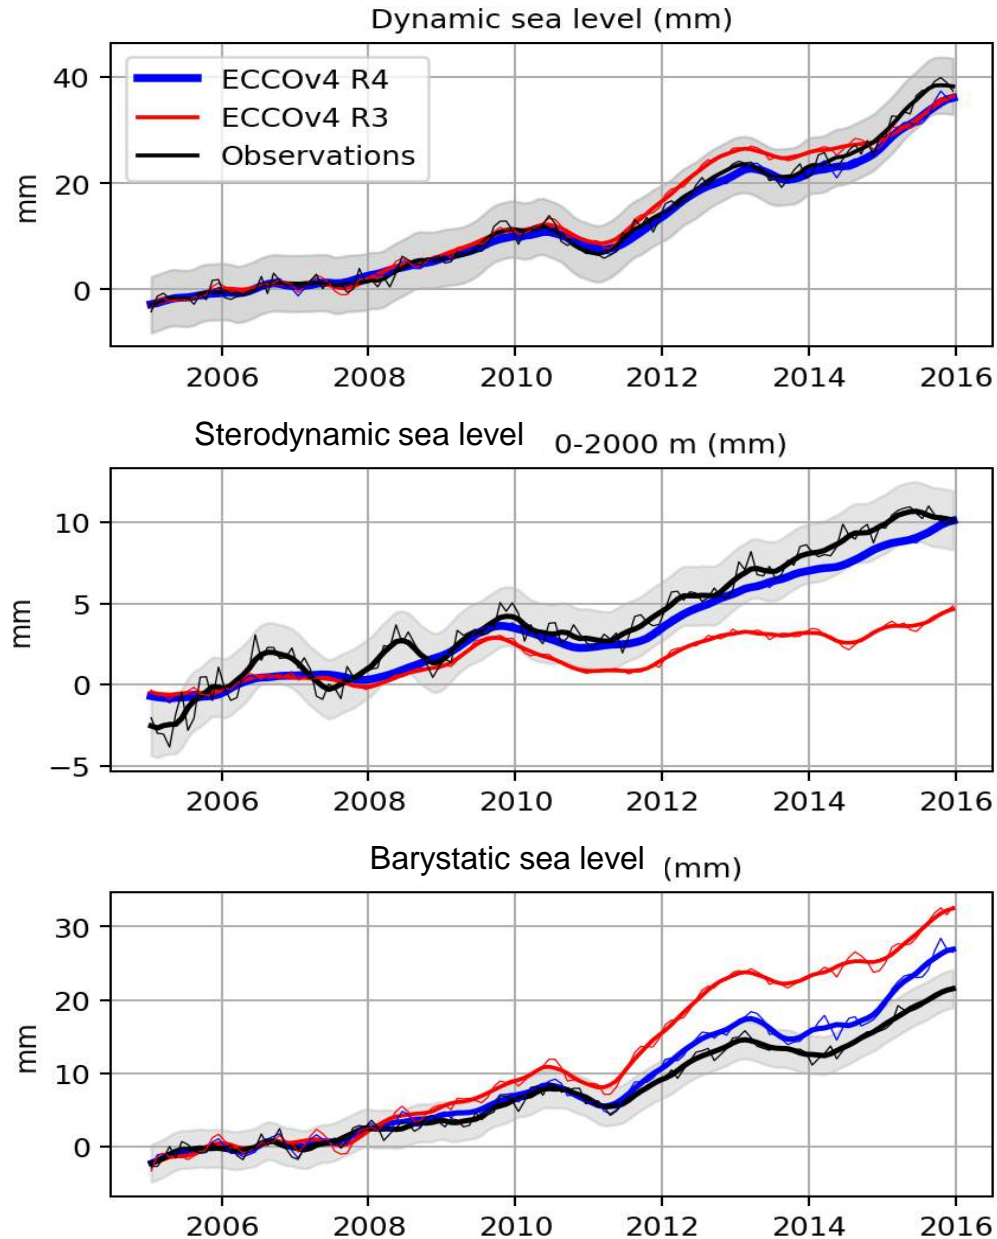 Dynamic sea level (mm)
ECCOv4 R4
ECCOv4 R3
Observations
mm
40
20
0
2006 2008 2010 2012 2014 2016
Sterodynamic sea level 0-2000 m (mm)
mm
10
5
0
−5
2006 2008 2010 2012 2014 2016
Barystatic sea level (mm)
mm
30
20
10
0
2006 2008 2010 2012 2014 2016